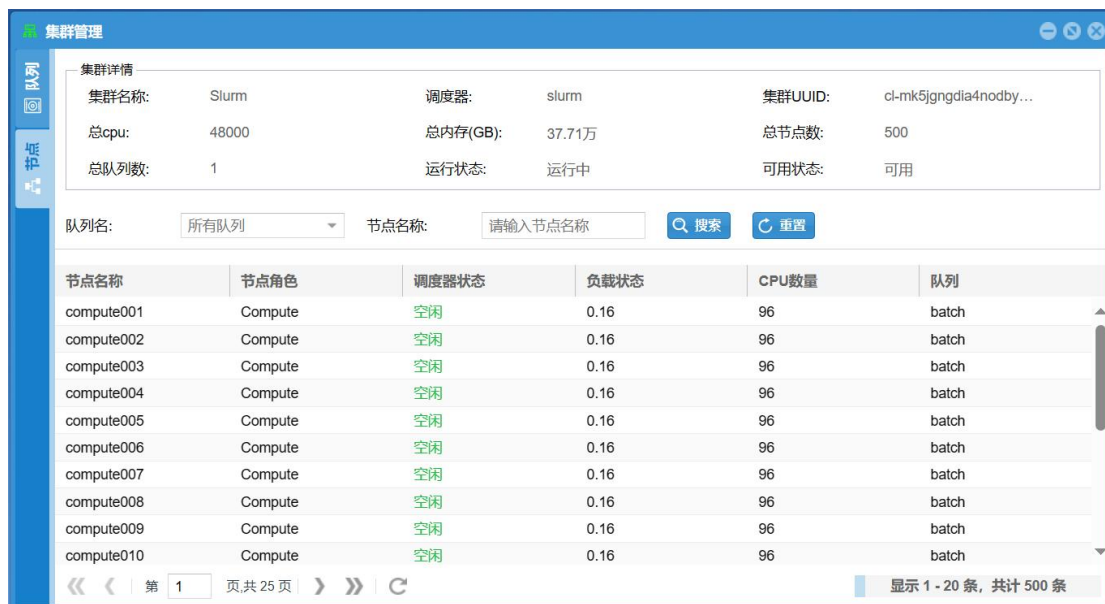 集群管理
队列
节点
集群详情
集群名称: Slurm 调度器: slurm 集群UUID: cl-mk5jgngdia4nodby...
总cpu: 48000 总内存(GB): 37.71万 总节点数: 500
总队列数: 1 运行状态: 运行中 可用状态: 可用
队列名: 所有队列 节点名称: 请输入节点名称 搜索 重置
节点名称 节点角色 调度器状态 负载状态 CPU数量 队列
compute001 Compute 空闲 0.16 96 batch
compute002 Compute 空闲 0.16 96 batch
compute003 Compute 空闲 0.16 96 batch
compute004 Compute 空闲 0.16 96 batch
compute005 Compute 空闲 0.16 96 batch
compute006 Compute 空闲 0.16 96 batch
compute007 Compute 空闲 0.16 96 batch
compute008 Compute 空闲 0.16 96 batch
compute009 Compute 空闲 0.16 96 batch
compute010 Compute 空闲 0.16 96 batch
第 1 页,共 25 页 显示 1 - 20 条，共计 500 条